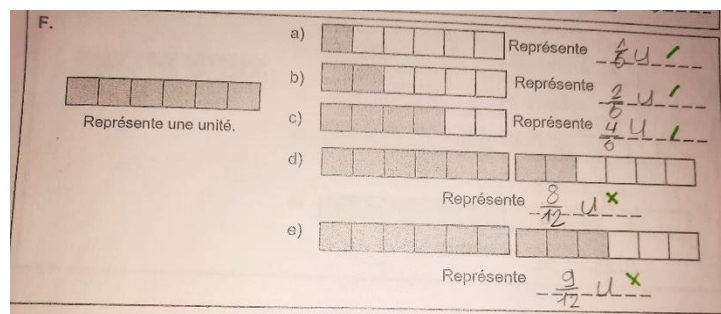 F.
a)
Représente 1/6 u
b)
Représente 2/6 u
Représente une unité.
c)
Représente 4/6 u
d)
Représente 8/12 u
e)
Représente 9/12 u